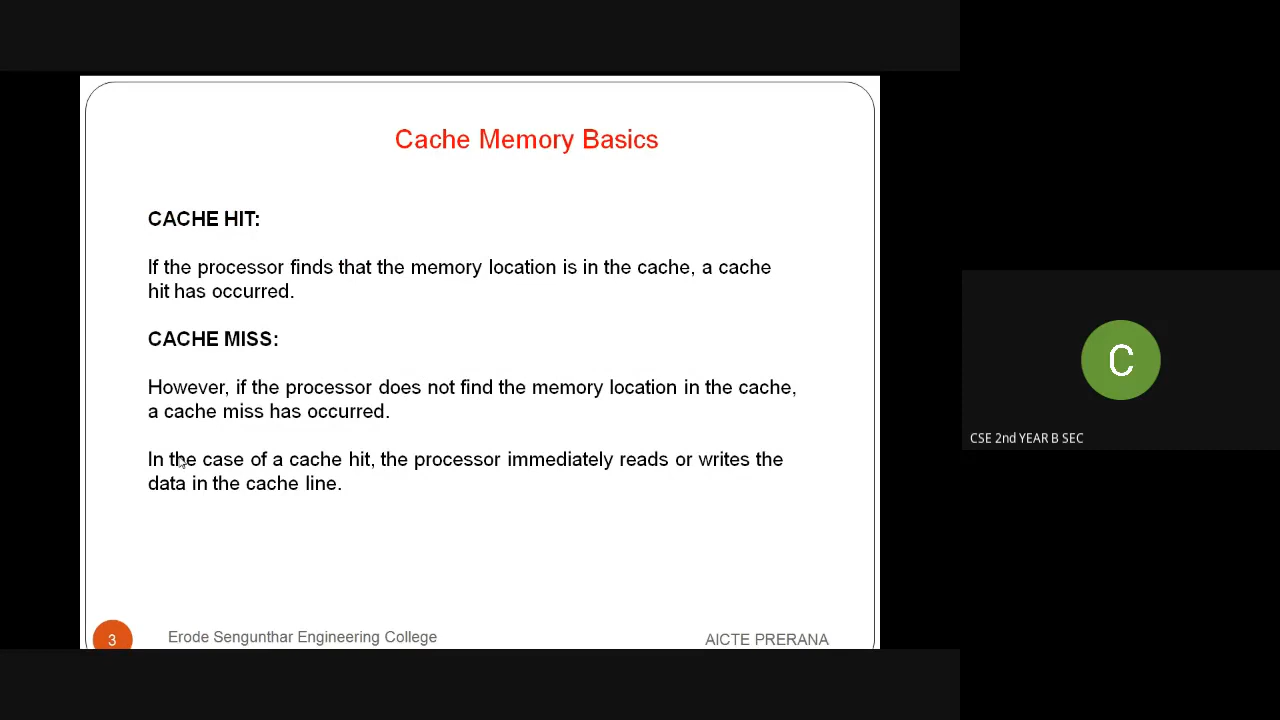 Cache Memory Basics
CACHE HIT:
If the processor finds that the memory location is in the cache, a cache
hit has occurred.
CACHE MISS:
However, if the processor does not find the memory location in the cache,
a cache miss has occurred.
In the case of a cache hit, the processor immediately reads or writes the
data in the cache line.
3
Erode Sengunthar Engineering College
AICTE PRERANA
C
CSE 2nd YEAR B SEC